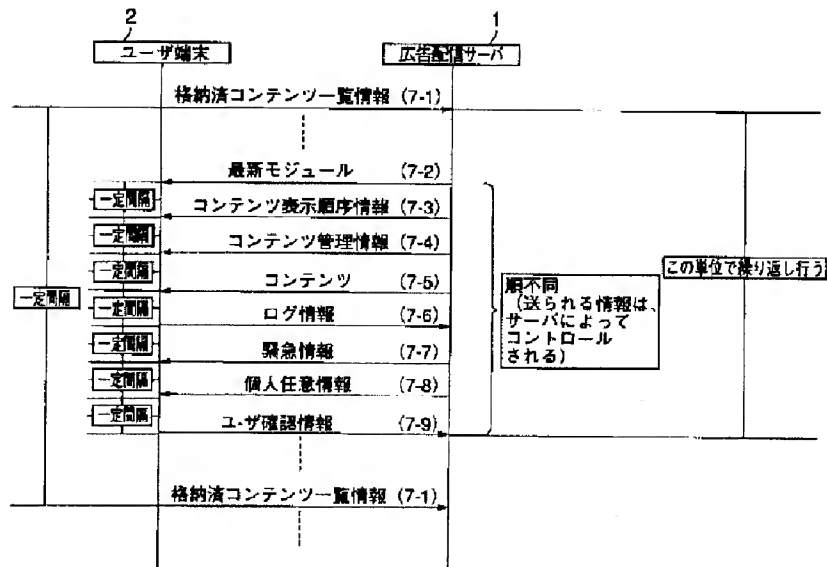 2
1
ユーザ端末
広告配信サーバ
格納済コンテンツ一覧情報 (7-1)
最新モジュール (7-2)
一定間隔
コンテンツ表示順序情報 (7-3)
一定間隔
コンテンツ管理情報 (7-4)
一定間隔
コンテンツ (7-5)
一定間隔
ログ情報 (7-6)
一定間隔
緊急情報 (7-7)
一定間隔
個人任意情報 (7-8)
一定間隔
ユーザ確認情報 (7-9)
一定間隔
順不同
(送られる情報は、
サーバによって
コントロール
される)
この単位で繰り返し行う
格納済コンテンツ一覧情報 (7-1)